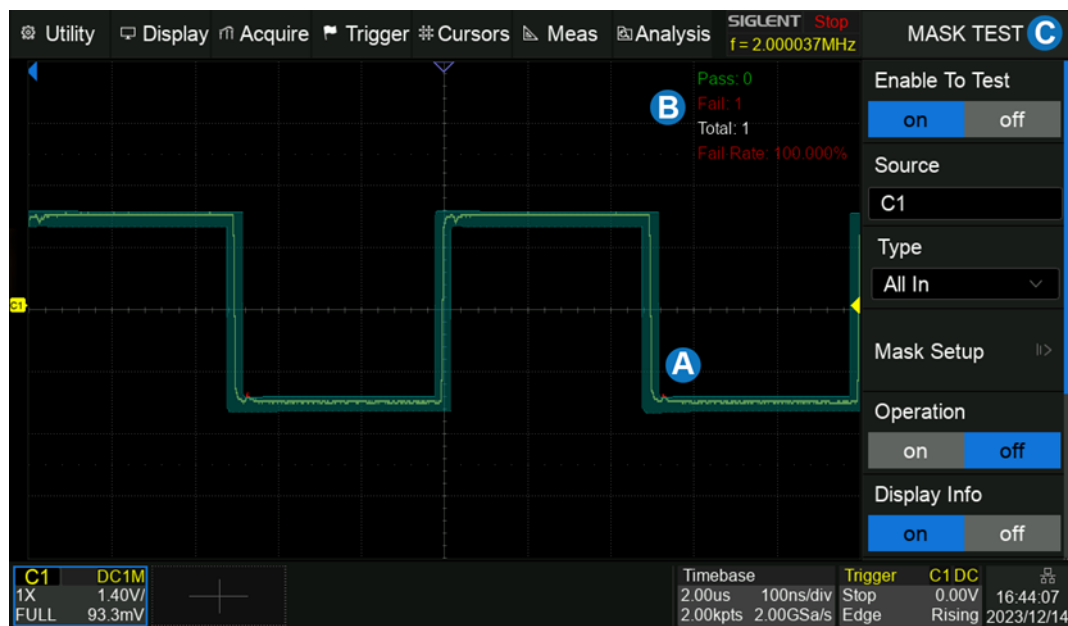 Utility Display Acquire Trigger Cursors Meas Analysis
SIGLENT Stop
f = 2.000037MHz
MASK TEST C
Pass: 0
B
Fail: 1
Total: 1
Fail Rate: 100.000%
A
C1
Enable To Test
on off
Source
C1
Type
All In
Mask Setup
Operation
on off
Display Info
on off
C1 DC1M
1X 1.40V/
FULL 93.3mV
Timebase
2.00us 100ns/div
2.00kpts 2.00GSa/s
Trigger C1 DC
Stop 0.00V
Edge Rising
16:44:07
2023/12/14